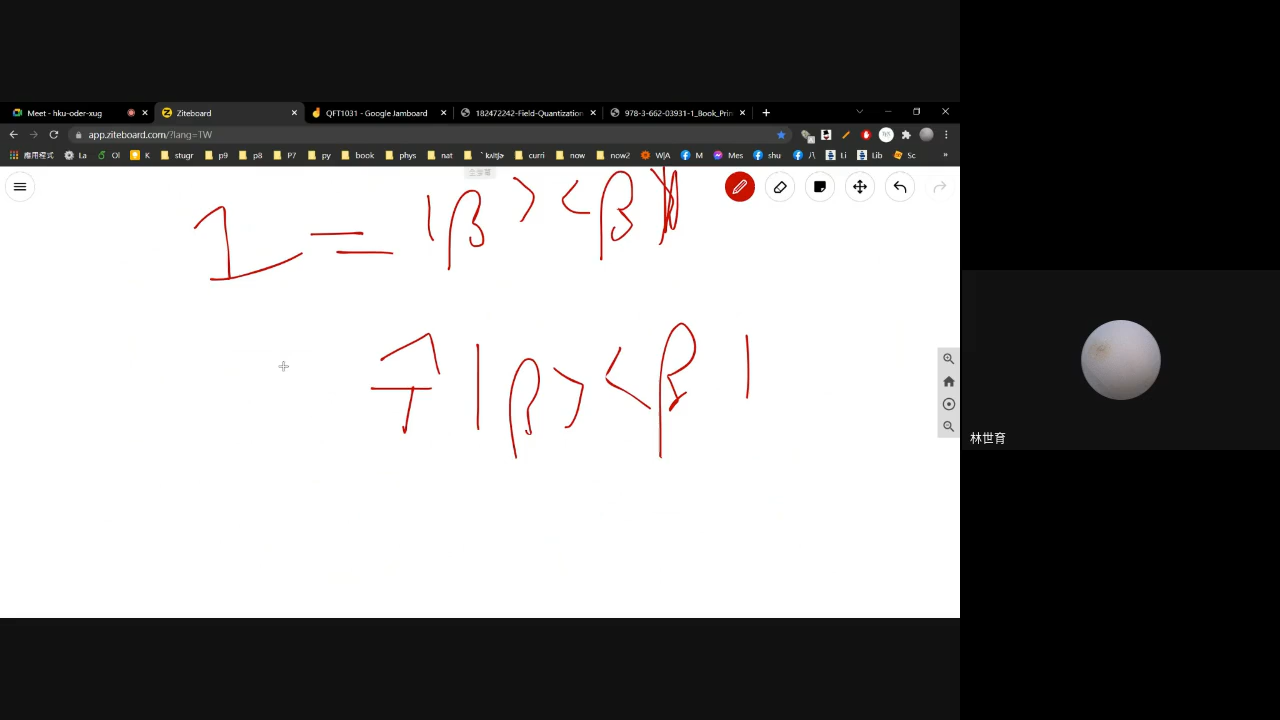 Meet - hku-oder-xug
Ziteboard
QFT1031 - Google Jamboard
182472242-Field-Quantization
978-3-662-03931-1_Book_Prin
app.ziteboard.com/?lang=TW
應用程式 La Ol K stugr p9 p8 P7 py book phys nat curri now now2 W|A M Mes shu 八 Li Lib Sc »
1 = |β> <β|
T̂ |β> <β |
林世育